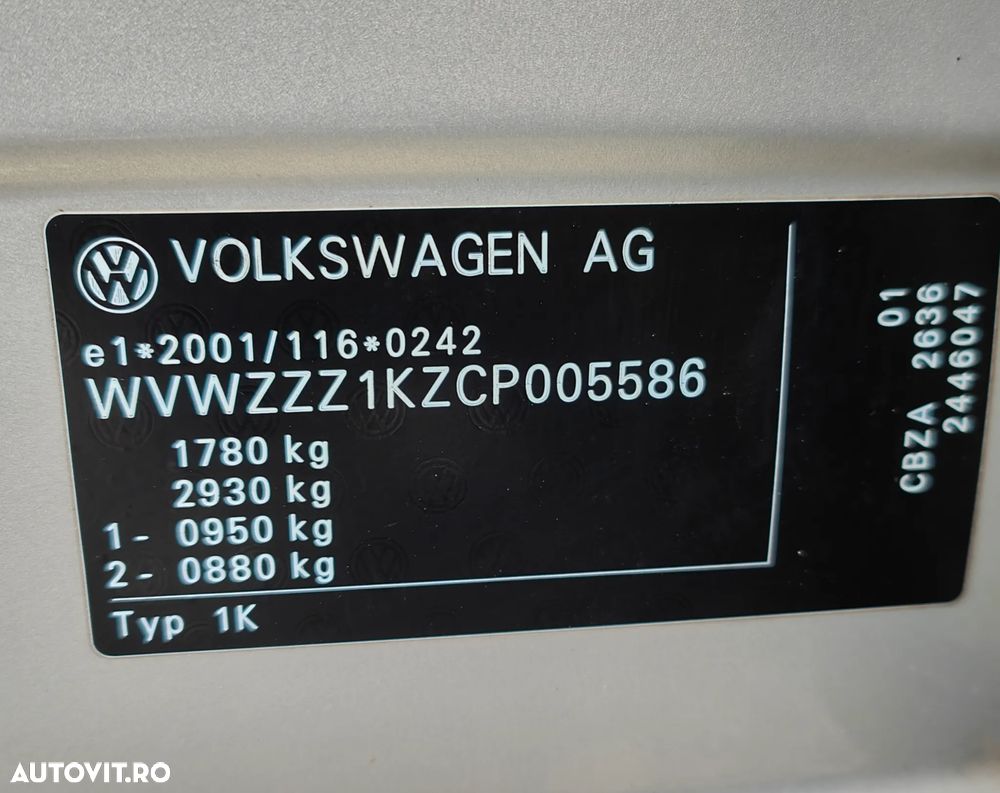 VOLKSWAGEN AG
e1*2001/116*0242
WVWZZZ1KZCP005586
1780 kg
2930 kg
1- 0950 kg
2- 0880 kg
Typ 1K
01
CBZA 2636
2446047
AUTOVIT.RO